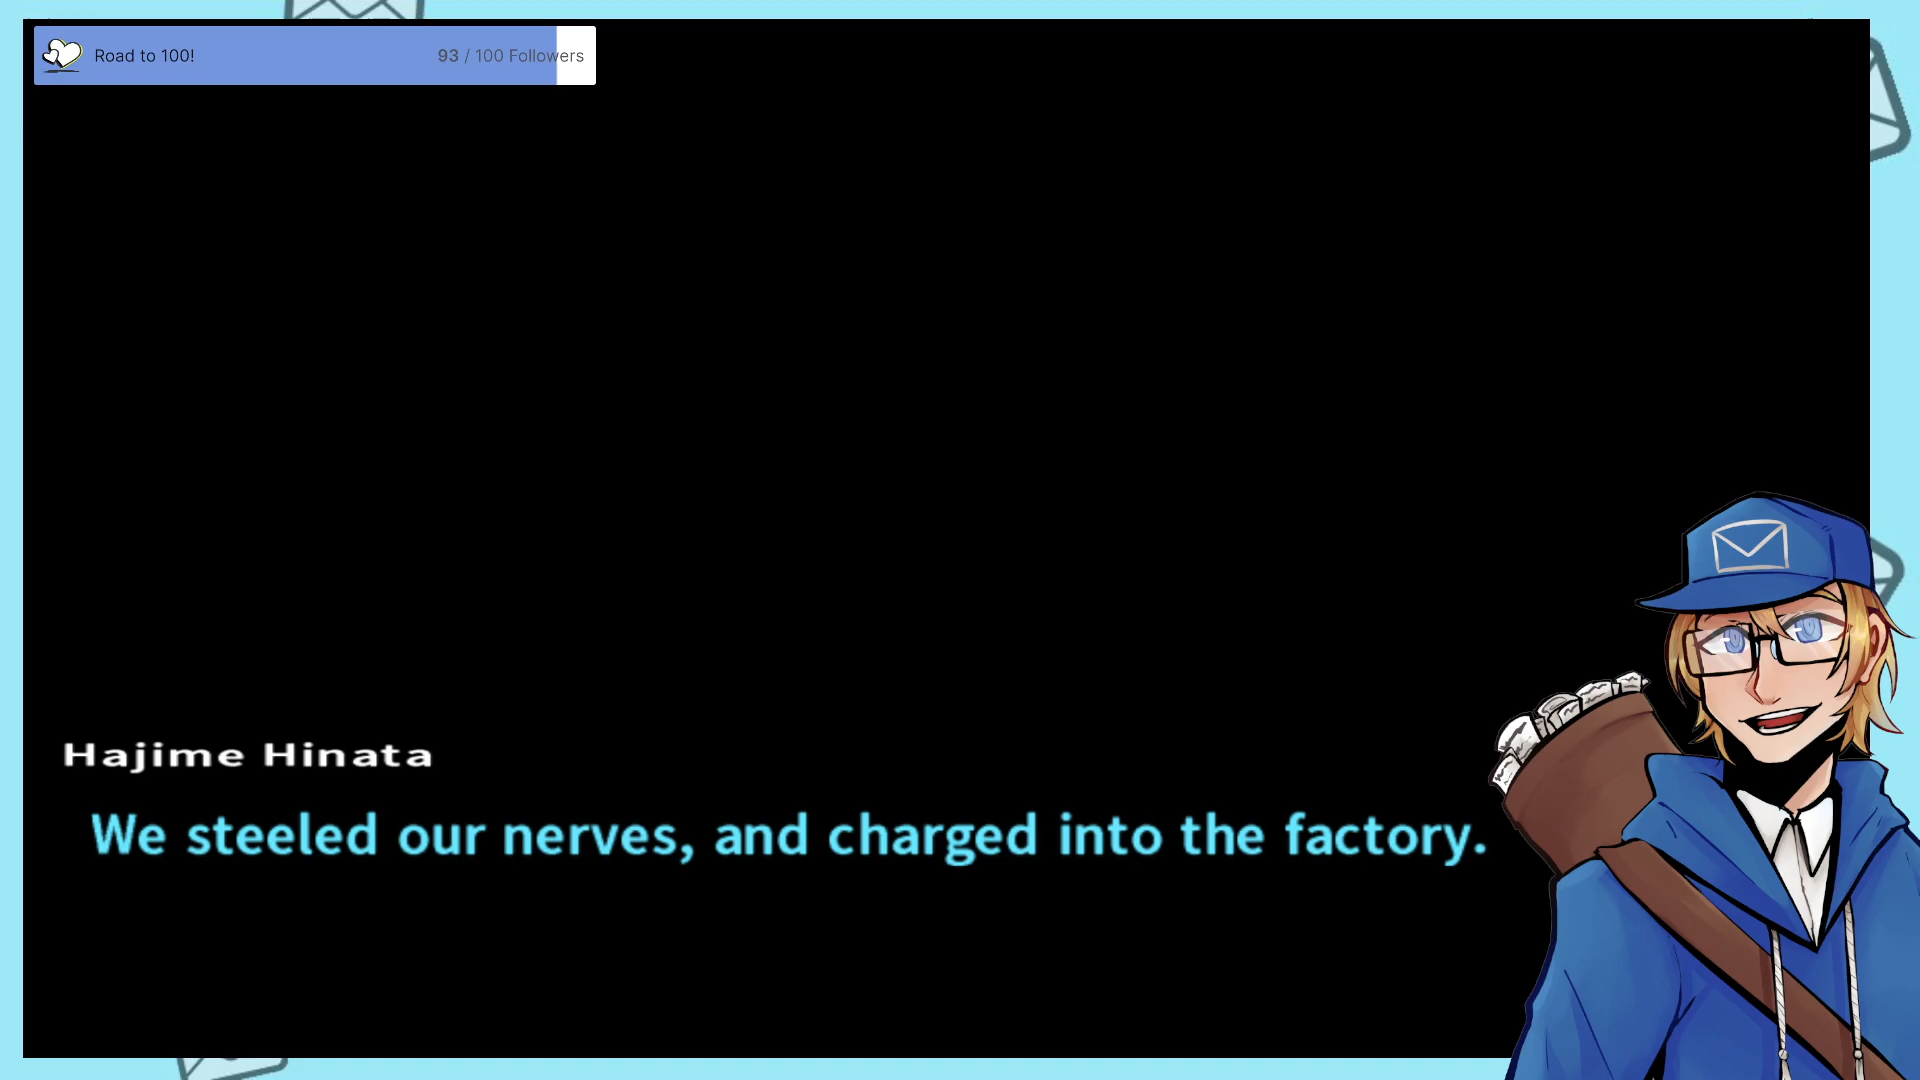 Road to 100!
93 / 100 Followers
Hajime Hinata
We steeled our nerves, and charged into the factory.